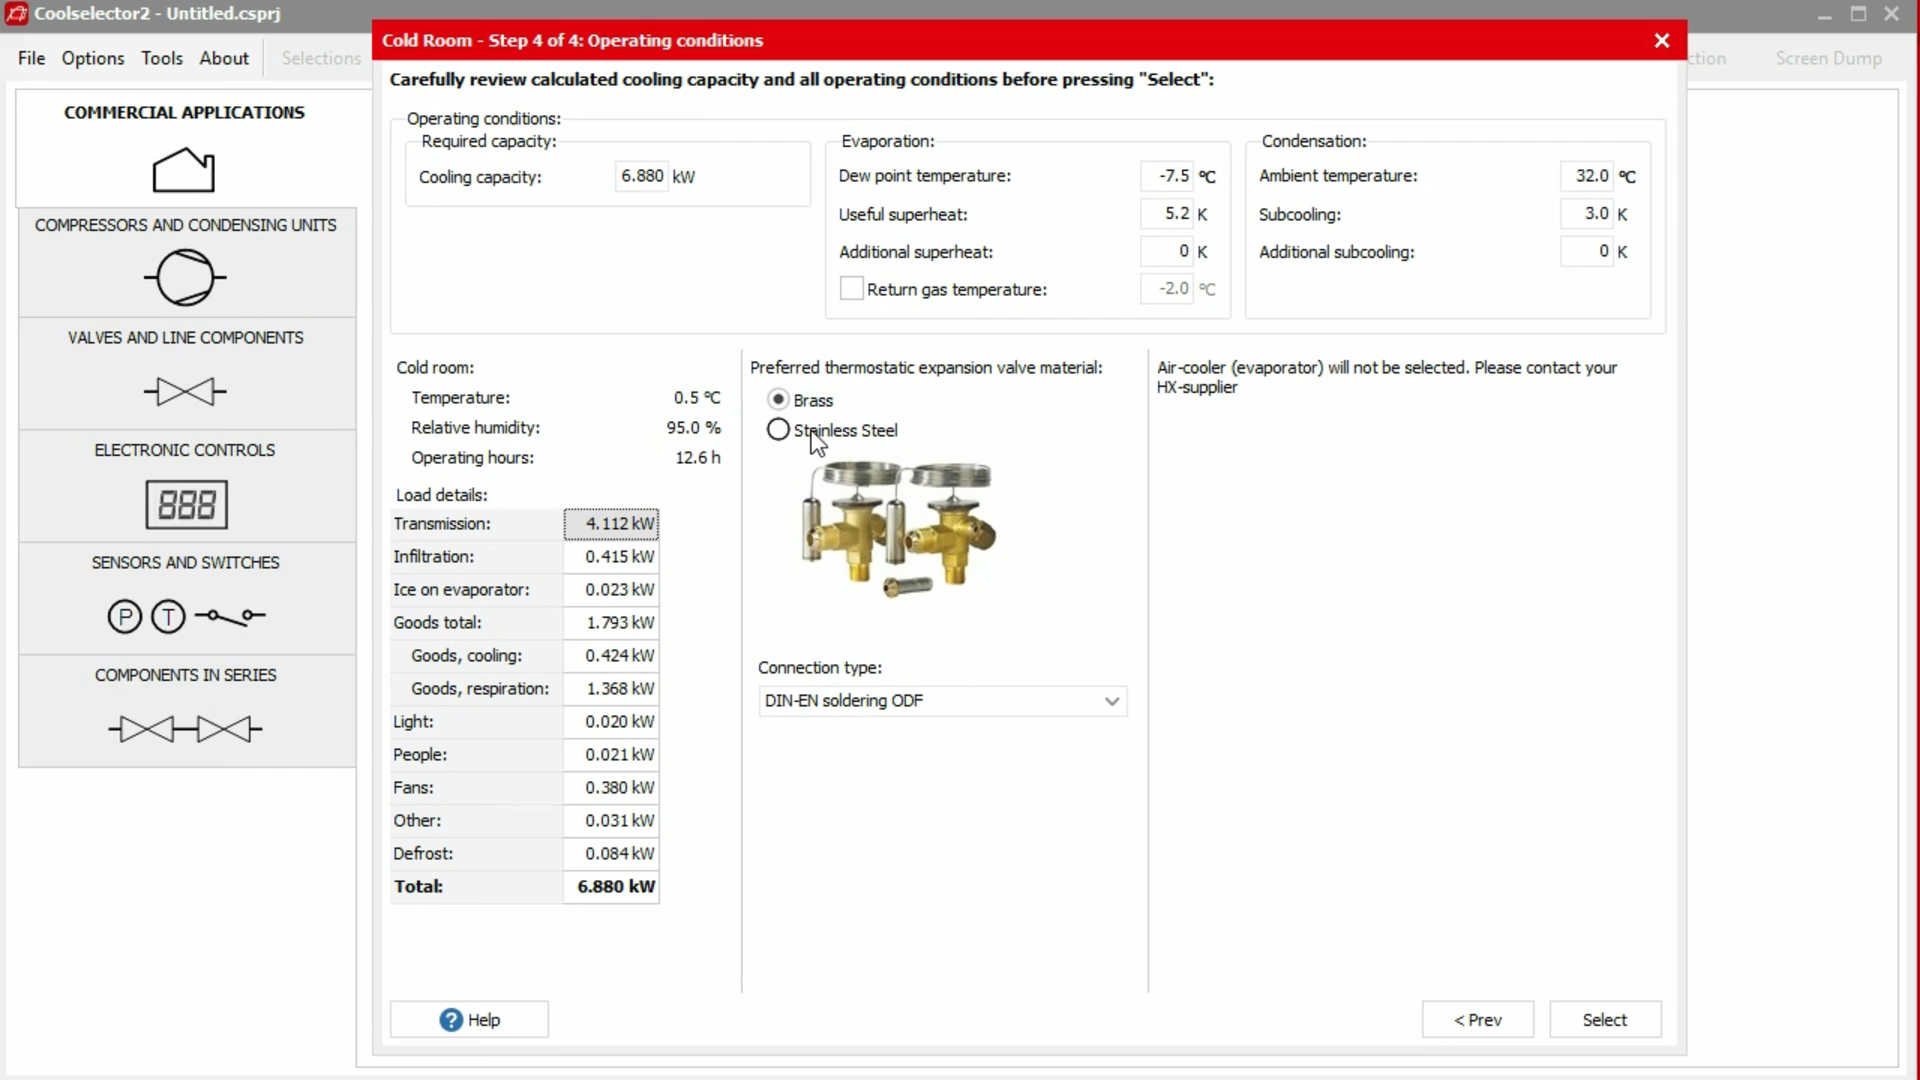 Coolselector2 - Untitled.csprj
File Options Tools About Selections
ction Screen Dump
COMMERCIAL APPLICATIONS
COMPRESSORS AND CONDENSING UNITS
VALVES AND LINE COMPONENTS
ELECTRONIC CONTROLS
888
SENSORS AND SWITCHES
P T
COMPONENTS IN SERIES
Cold Room - Step 4 of 4: Operating conditions
Carefully review calculated cooling capacity and all operating conditions before pressing "Select":
Operating conditions:
Required capacity:
Cooling capacity: 6.880 kW
Evaporation:
Dew point temperature: -7.5 °C
Useful superheat: 5.2 K
Additional superheat: 0 K
Return gas temperature: -2.0 °C
Condensation:
Ambient temperature: 32.0 °C
Subcooling: 3.0 K
Additional subcooling: 0 K
Cold room:
Temperature: 0.5 °C
Relative humidity: 95.0 %
Operating hours: 12.6 h
Load details:
Transmission: 4.112 kW
Infiltration: 0.415 kW
Ice on evaporator: 0.023 kW
Goods total: 1.793 kW
Goods, cooling: 0.424 kW
Goods, respiration: 1.368 kW
Light: 0.020 kW
People: 0.021 kW
Fans: 0.380 kW
Other: 0.031 kW
Defrost: 0.084 kW
Total: 6.880 kW
Preferred thermostatic expansion valve material:
Brass
Stainless Steel
Connection type:
DIN-EN soldering ODF
Air-cooler (evaporator) will not be selected. Please contact your
HX-supplier
? Help
< Prev
Select